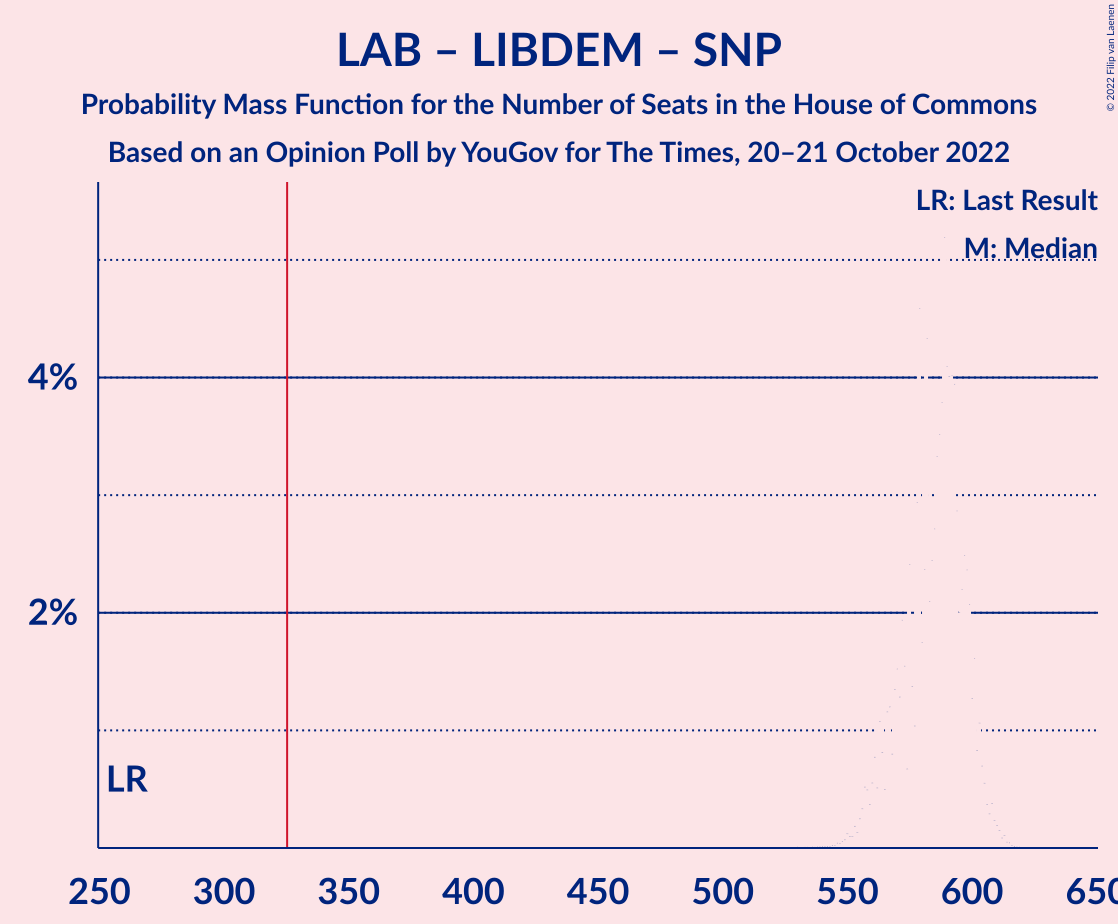 LAB – LIBDEM – SNP
Probability Mass Function for the Number of Seats in the House of Commons
Based on an Opinion Poll by YouGov for The Times, 20–21 October 2022
© 2022 Filip van Laenen
LR: Last Result
M: Median
4%
2%
LR
250 300 350 400 450 500 550 600 650